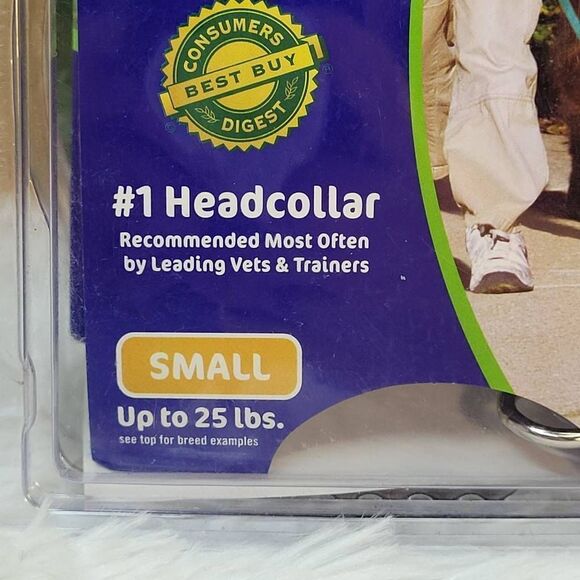 CONSUMERS
BEST BUY
DIGEST
#1 Headcollar
Recommended Most Often
by Leading Vets & Trainers
SMALL
Up to 25 lbs.
see top for breed examples